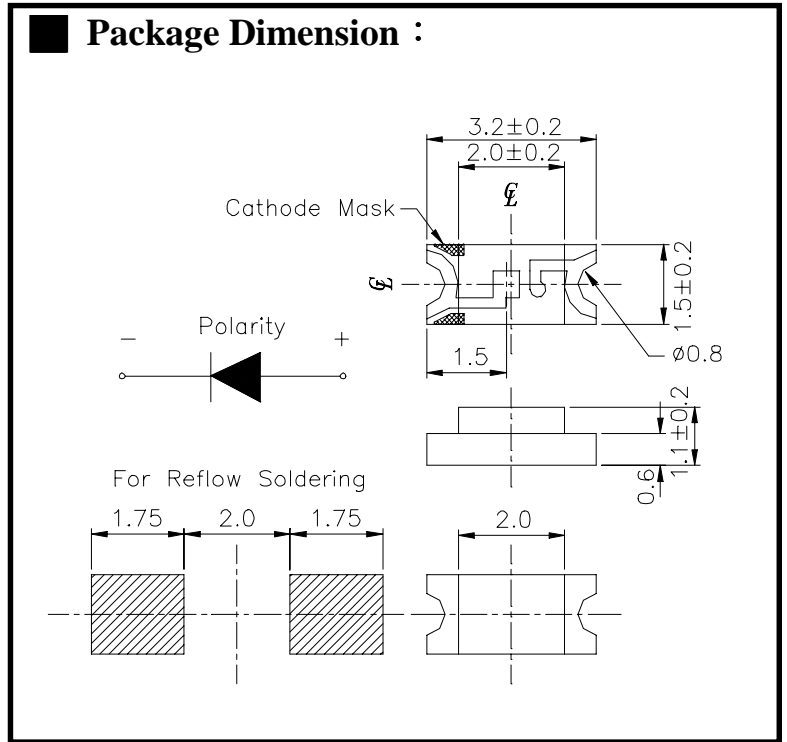 Package Dimension：
3.2±0.2
2.0±0.2
℄
Cathode Mask
℄
1.5±0.2
Polarity
- +
1.5
ø0.8
1.1±0.2
0.6
For Reflow Soldering
1.75 2.0 1.75
2.0